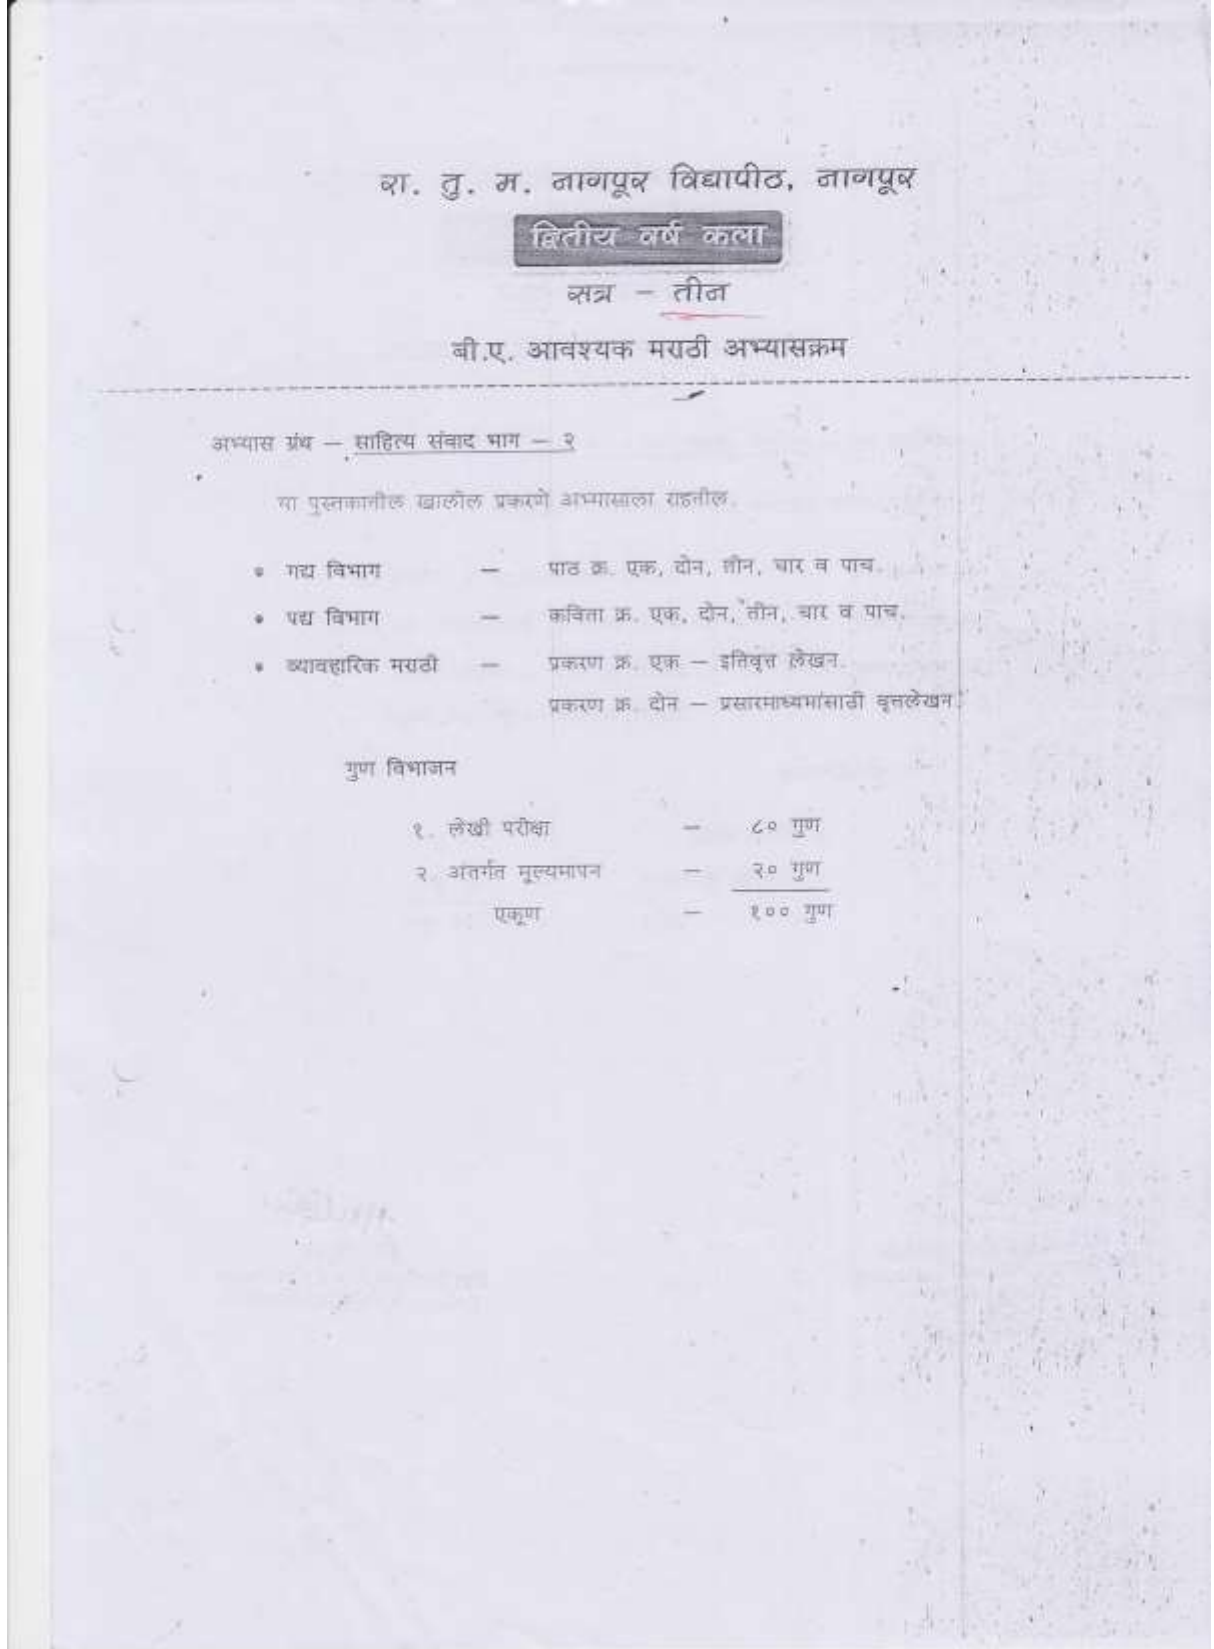 रा. तु. म. नागपूर विद्यापीठ, नागपूर
द्वितीय वर्ष कला
सत्र – तीन
बी.ए. आवश्यक मराठी अभ्यासक्रम
अभ्यास ग्रंथ – साहित्य संवाद भाग – २
या पुस्तकातील खालील प्रकरणे अभ्यासाला राहतील.
• गद्य विभाग – पाठ क्र. एक, दोन, तीन, चार व पाच.
• पद्य विभाग – कविता क्र. एक, दोन, तीन, चार व पाच.
• व्यावहारिक मराठी – प्रकरण क्र. एक – इतिवृत्त लेखन.
प्रकरण क्र. दोन – प्रसारमाध्यमांसाठी वृत्तलेखन.
गुण विभाजन
१. लेखी परीक्षा – ८० गुण
२. अंतर्गत मूल्यमापन – २० गुण
एकूण – १०० गुण